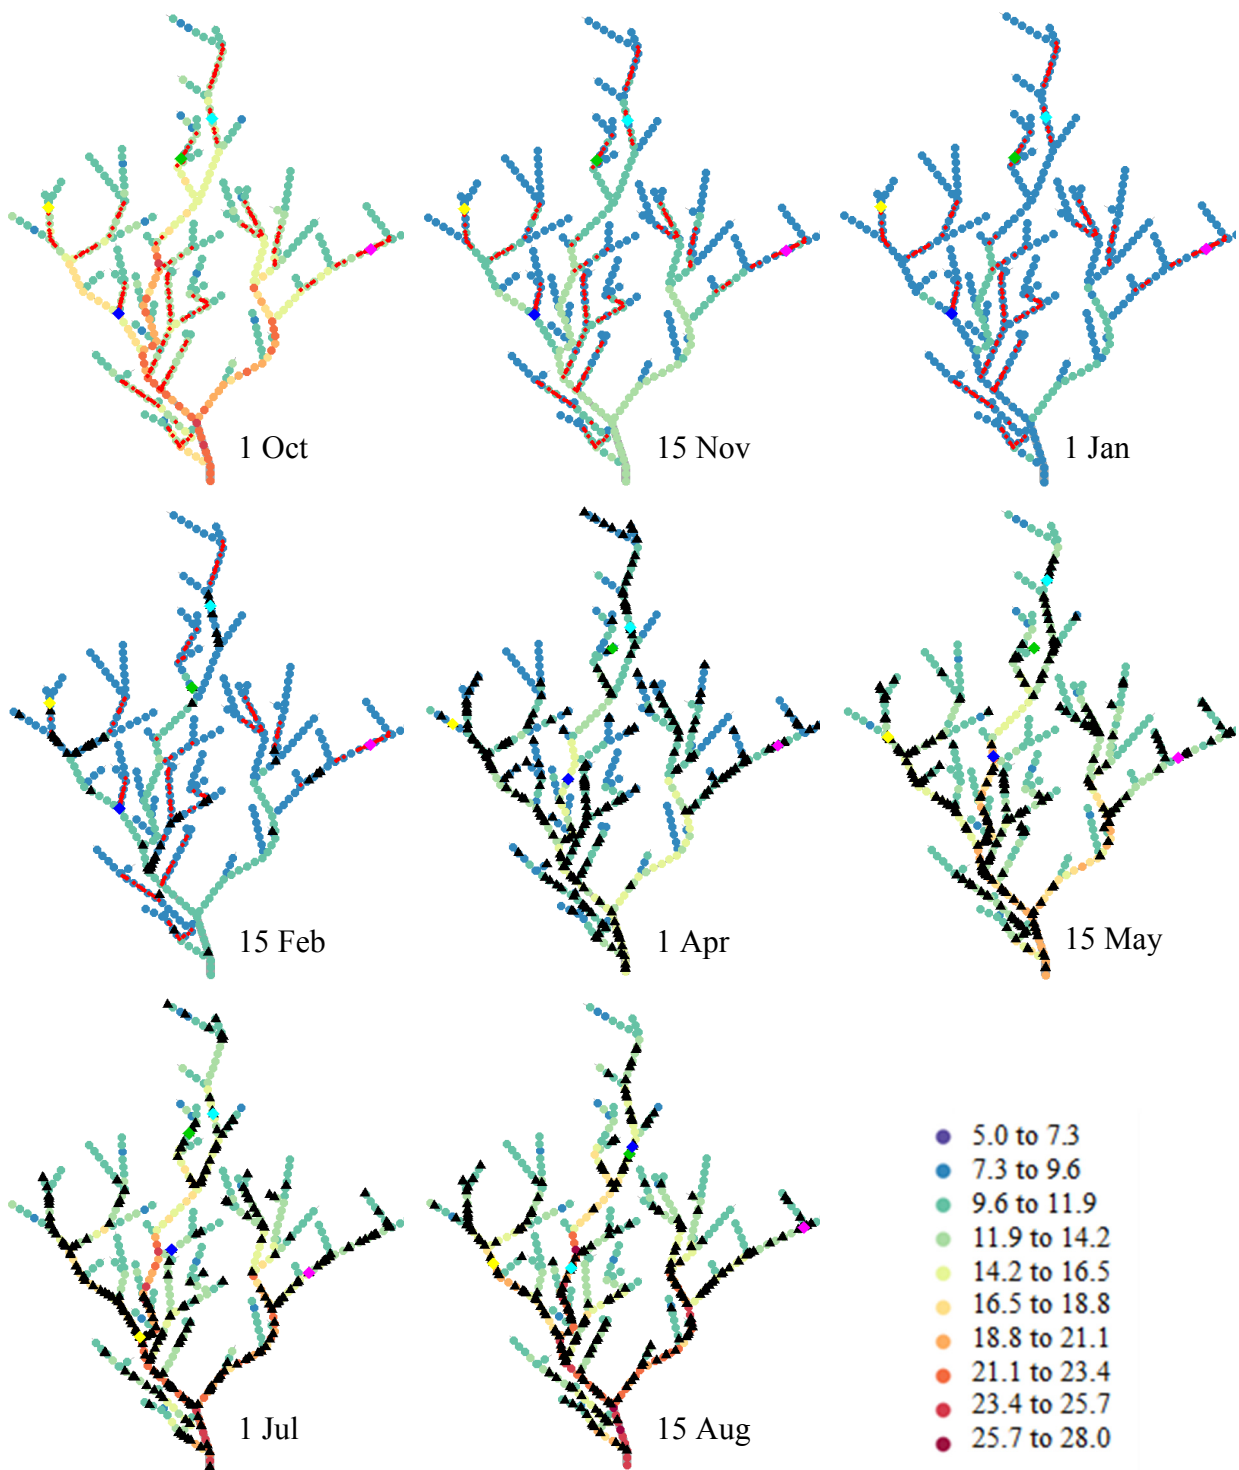 1 Oct
15 Nov
1 Jan
15 Feb
1 Apr
15 May
1 Jul
15 Aug
5.0 to 7.3
7.3 to 9.6
9.6 to 11.9
11.9 to 14.2
14.2 to 16.5
16.5 to 18.8
18.8 to 21.1
21.1 to 23.4
23.4 to 25.7
25.7 to 28.0